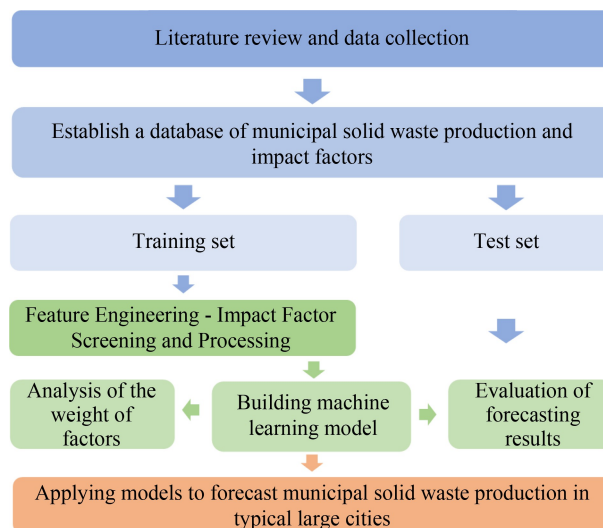 Literature review and data collection
Establish a database of municipal solid waste production and
impact factors
Training set
Test set
Feature Engineering - Impact Factor
Screening and Processing
Analysis of the
weight of
factors
Building machine
learning model
Evaluation of
forecasting
results
Applying models to forecast municipal solid waste production in
typical large cities